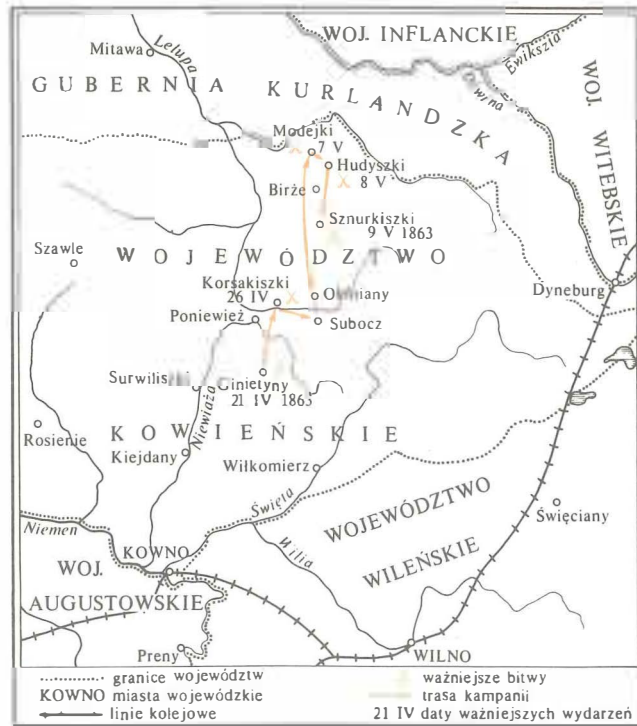 WOJ. INFLANCKIE
Mitawa
Lelupa
Ewikszta
GUBERNIA KURLANDZKA
WOJ. WITEBSKIE
Modejki
7 V
Hudyszki
8 V
Birże
Sznurkiszki
9 V 1863
Szawle
WOJEWÓDZTWO
Korsakiszki
26 IV
Dyneburg
Poniewież
Subocz
Ginietyny
21 IV 1863
Niewiaża
Rosienie
KOWIEŃSKIE
Kiejdany
Wiłkomierz
Święta
WOJEWÓDZTWO
WILEŃSKIE
Święciany
Niemen
KOWNO
Wilia
WOJ.
AUGUSTOWSKIE
Preny
WILNO
granice województw
ważniejsze bitwy
KOWNO miasta wojewódzkie
trasa kampanii
linie kolejowe
21 IV daty ważniejszych wydarzeń